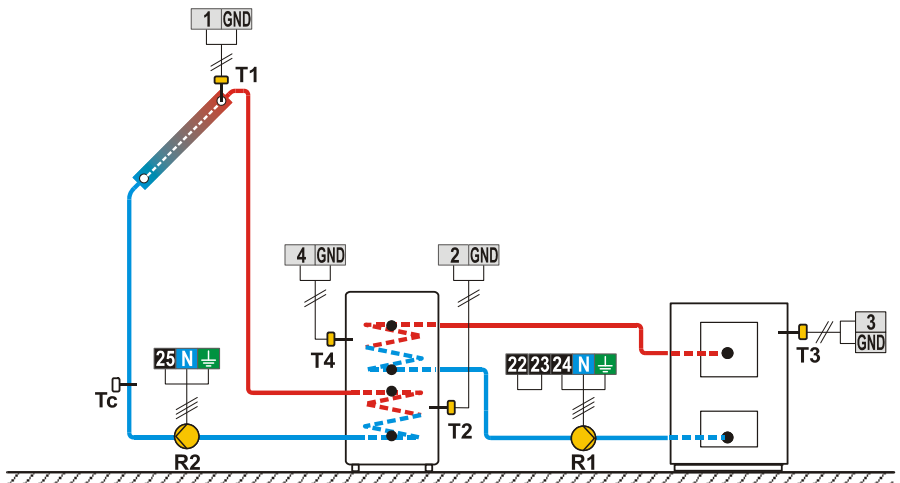 1 GND
T1
4 GND
2 GND
3
GND
T4
T3
25 N
22 23 24 N
Tc
T2
R2
R1